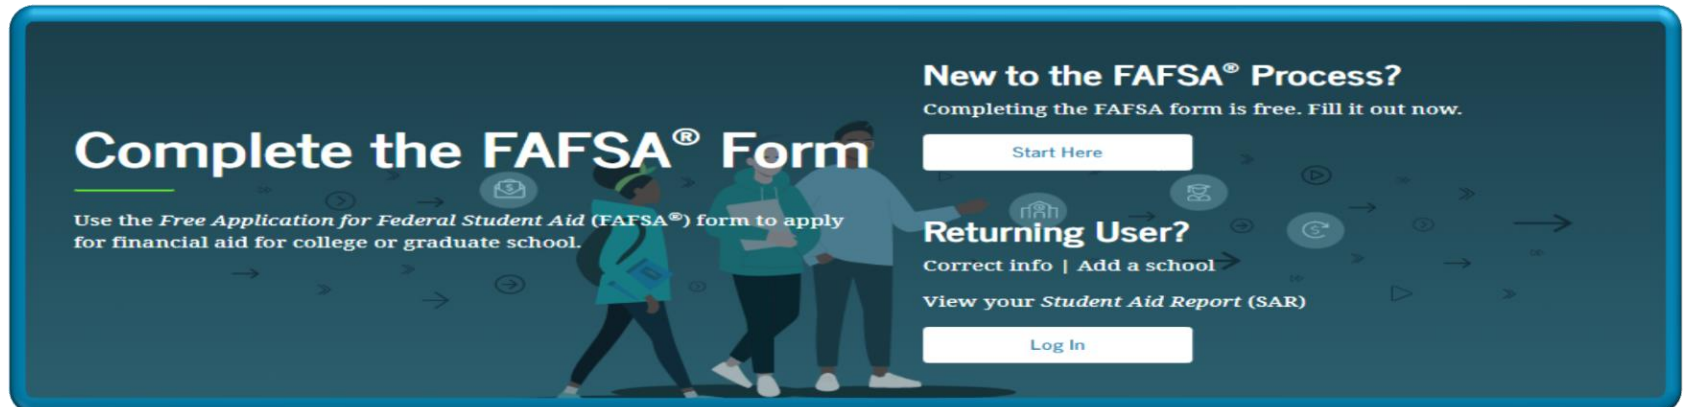 Complete the FAFSA® Form
Use the Free Application for Federal Student Aid (FAFSA®) form to apply
for financial aid for college or graduate school.
New to the FAFSA® Process?
Completing the FAFSA form is free. Fill it out now.
Start Here
Returning User?
Correct info | Add a school
View your Student Aid Report (SAR)
Log In